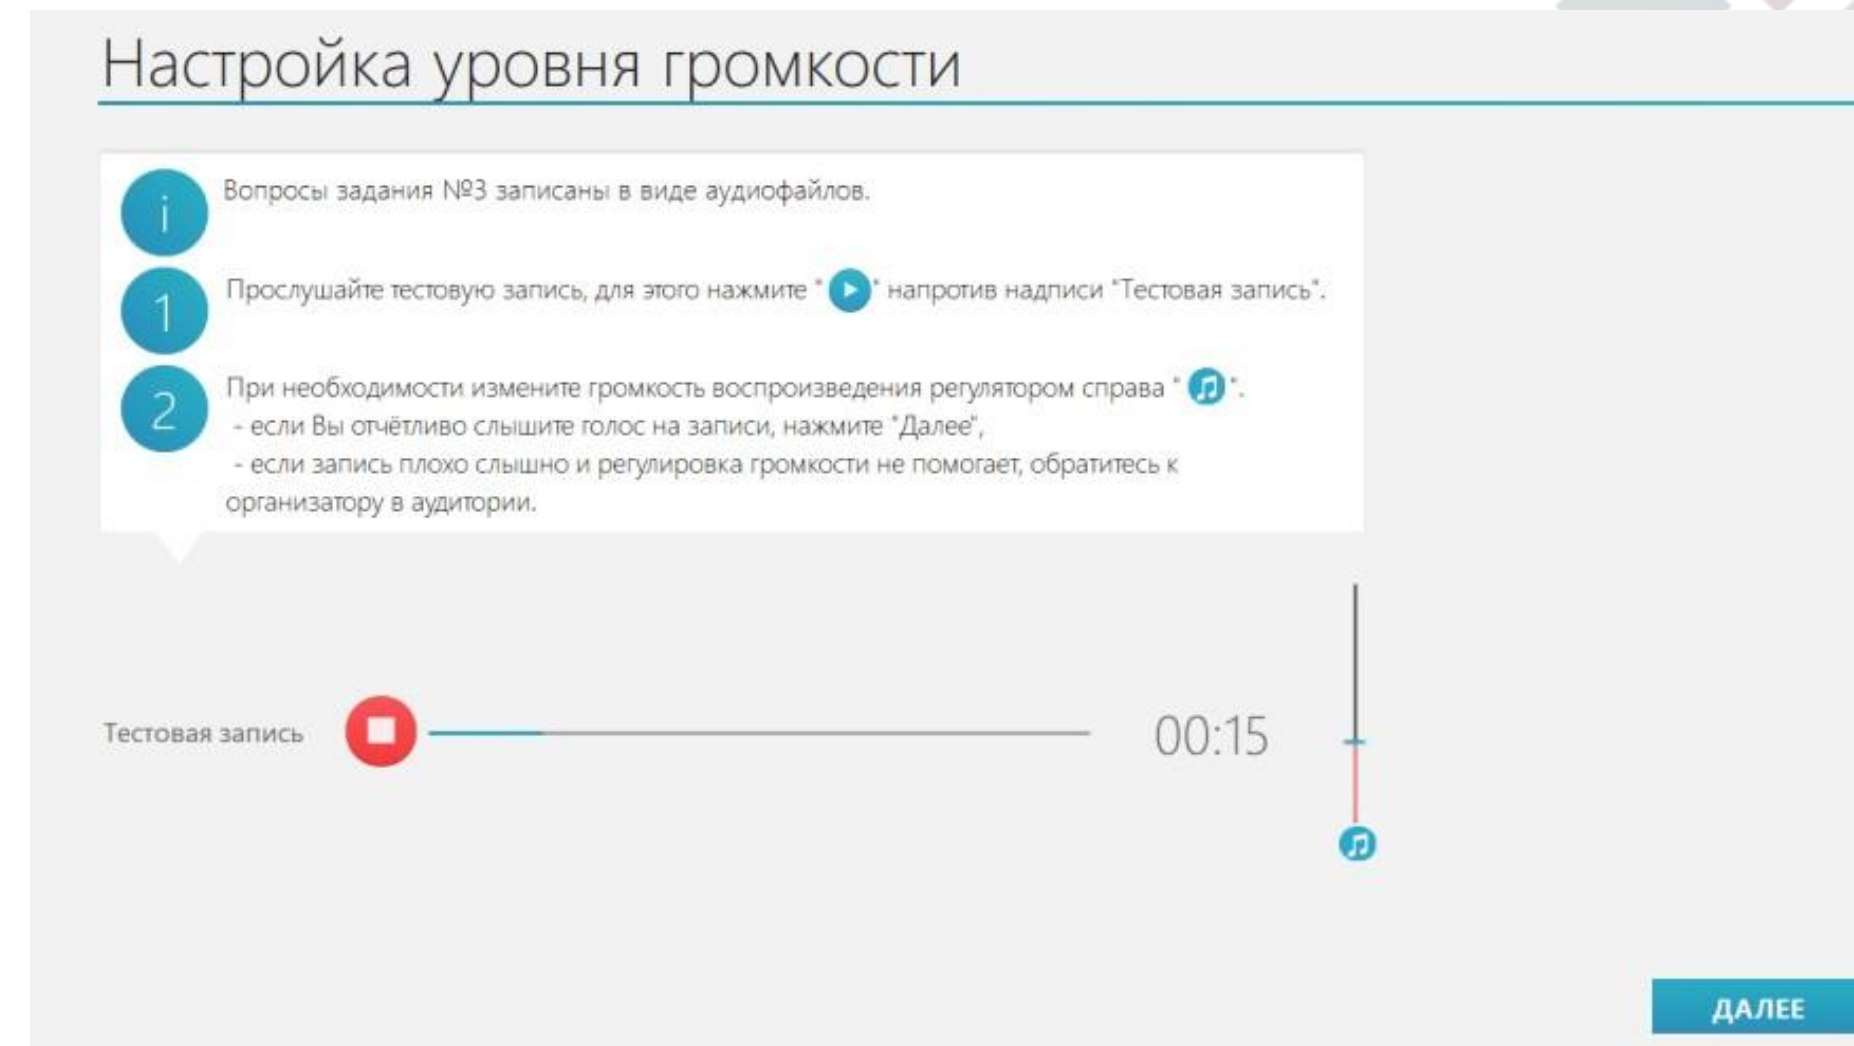 Настройка уровня громкости
i
Вопросы задания №3 записаны в виде аудиофайлов.
1
Прослушайте тестовую запись, для этого нажмите " " напротив надписи "Тестовая запись".
2
При необходимости измените громкость воспроизведения регулятором справа " ".
- если Вы отчётливо слышите голос на записи, нажмите "Далее",
- если запись плохо слышно и регулировка громкости не помогает, обратитесь к
организатору в аудитории.
Тестовая запись
00:15
ДАЛЕЕ